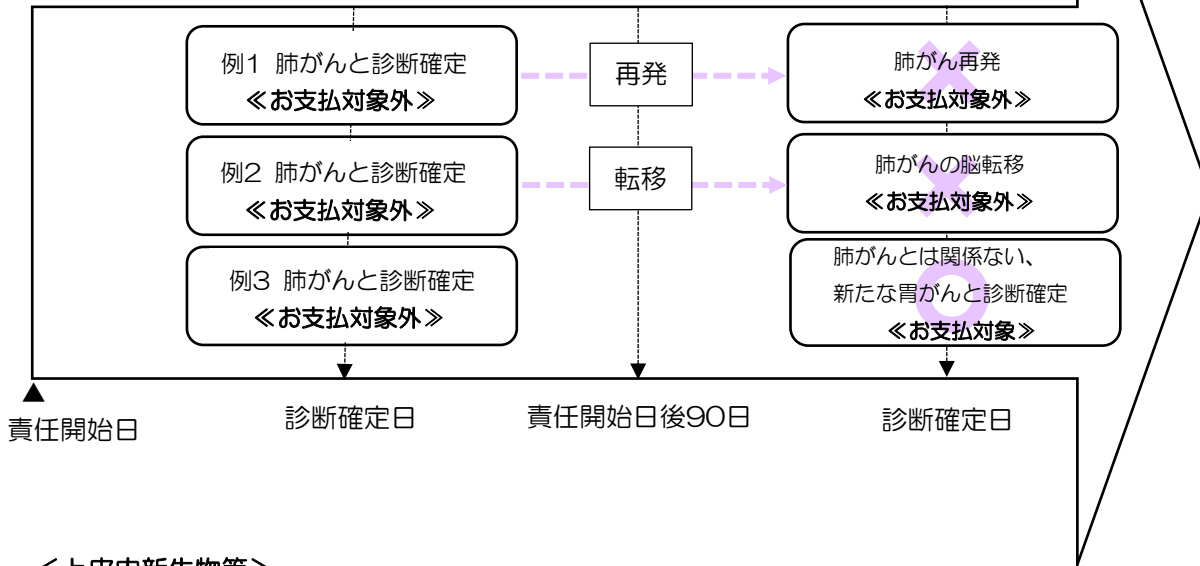 例1 肺がんと診断確定
≪お支払対象外≫
再発
肺がん再発
≪お支払対象外≫
例2 肺がんと診断確定
≪お支払対象外≫
転移
肺がんの脳転移
≪お支払対象外≫
例3 肺がんと診断確定
≪お支払対象外≫
肺がんとは関係ない、
新たな胃がんと診断確定
≪お支払対象≫
▲
責任開始日
診断確定日
責任開始日後90日
診断確定日